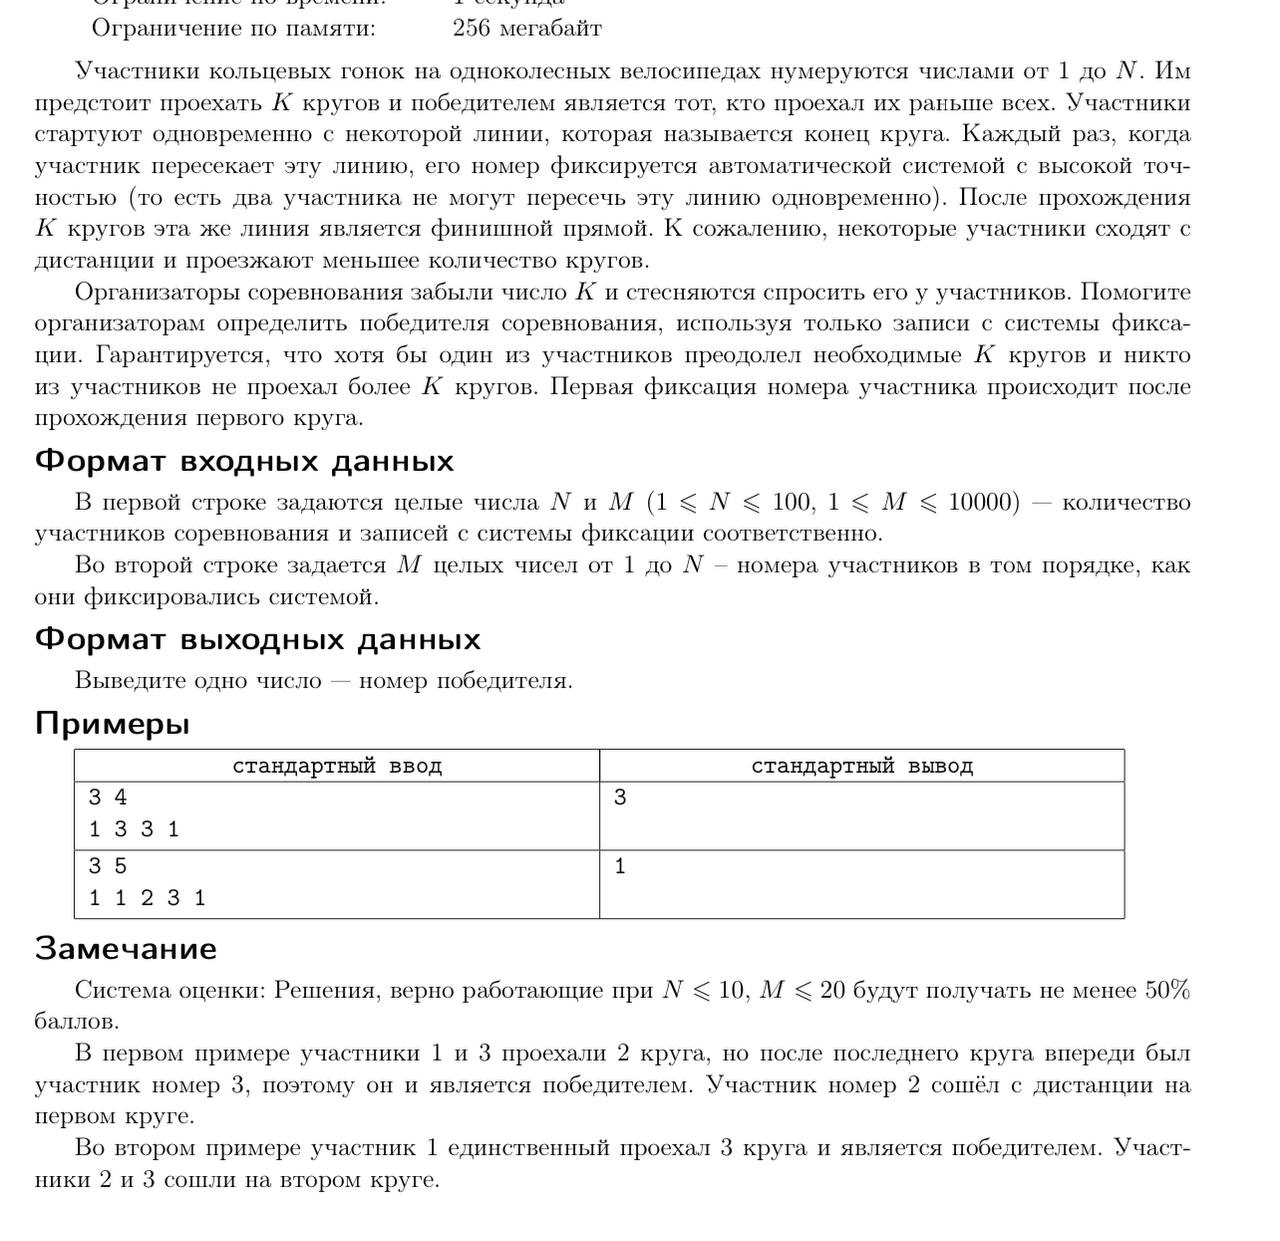 Ограничение по времени: 1 секунда
Ограничение по памяти: 256 мегабайт
Участники кольцевых гонок на одноколесных велосипедах нумеруются числами от 1 до N. Им
предстоит проехать K кругов и победителем является тот, кто проехал их раньше всех. Участники
стартуют одновременно с некоторой линии, которая называется конец круга. Каждый раз, когда
участник пересекает эту линию, его номер фиксируется автоматической системой с высокой точ-
ностью (то есть два участника не могут пересечь эту линию одновременно). После прохождения
K кругов эта же линия является финишной прямой. К сожалению, некоторые участники сходят с
дистанции и проезжают меньшее количество кругов.
Организаторы соревнования забыли число K и стесняются спросить его у участников. Помогите
организаторам определить победителя соревнования, используя только записи с системы фикса-
ции. Гарантируется, что хотя бы один из участников преодолел необходимые K кругов и никто
из участников не проехал более K кругов. Первая фиксация номера участника происходит после
прохождения первого круга.
Формат входных данных
В первой строке задаются целые числа N и M (1 ⩽ N ⩽ 100, 1 ⩽ M ⩽ 10000) — количество
участников соревнования и записей с системы фиксации соответственно.
Во второй строке задается M целых чисел от 1 до N – номера участников в том порядке, как
они фиксировались системой.
Формат выходных данных
Выведите одно число — номер победителя.
Примеры
стандартный ввод стандартный вывод
3 4 3
1 3 3 1
3 5 1
1 1 2 3 1
Замечание
Система оценки: Решения, верно работающие при N ⩽ 10, M ⩽ 20 будут получать не менее 50%
баллов.
В первом примере участники 1 и 3 проехали 2 круга, но после последнего круга впереди был
участник номер 3, поэтому он и является победителем. Участник номер 2 сошёл с дистанции на
первом круге.
Во втором примере участник 1 единственный проехал 3 круга и является победителем. Участ-
ники 2 и 3 сошли на втором круге.